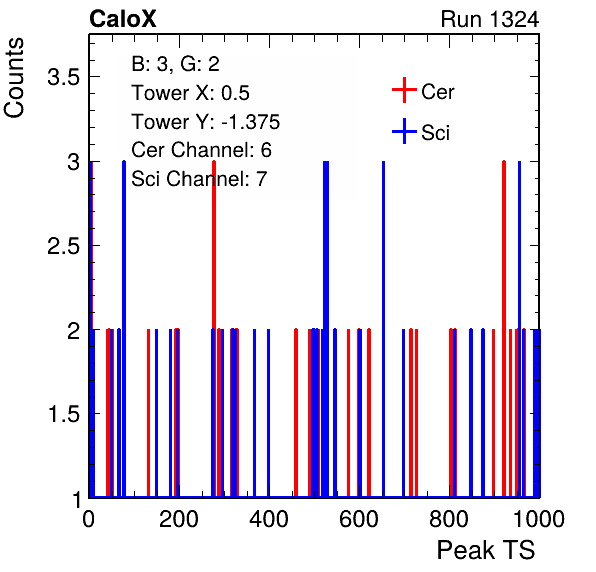 CaloX Run 1324
Counts
B: 3, G: 2
Tower X: 0.5
Tower Y: -1.375
Cer Channel: 6
Sci Channel: 7
Cer
Sci
3.5
3
2.5
2
1.5
1
0 200 400 600 800 1000
Peak TS